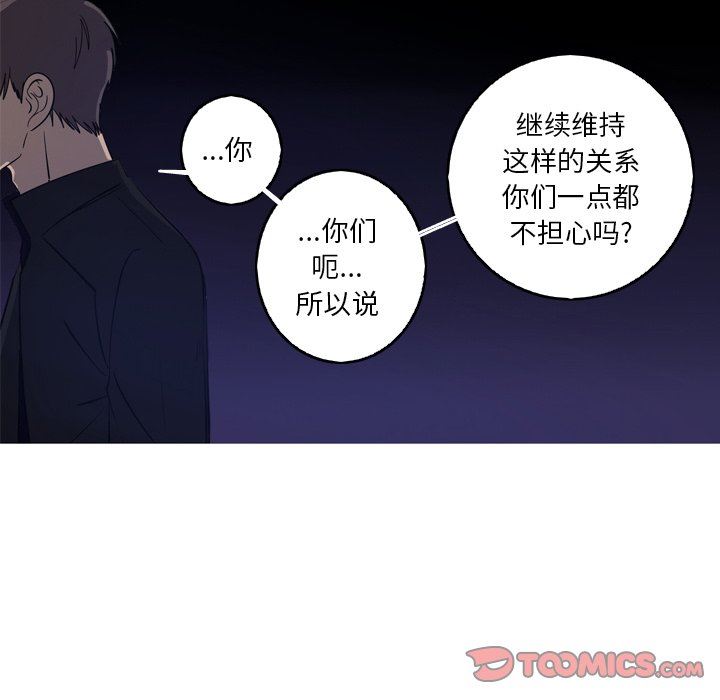 ...你
...你们
呃...
所以说
继续维持
这样的关系
你们一点都
不担心吗?
TOOMICS.COM